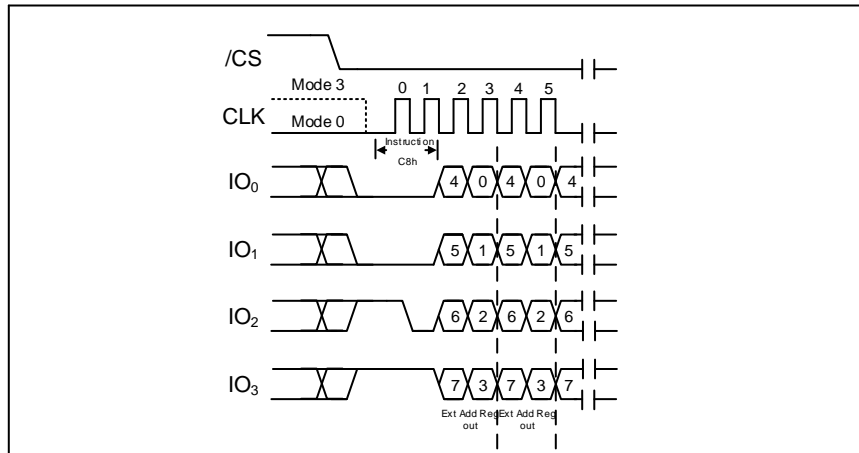 /CS
Mode 3
0 1 2 3 4 5
CLK
Mode 0
Instruction
C8h
IO0
4 0 4 0 4
IO1
5 1 5 1 5
IO2
6 2 6 2 6
IO3
7 3 7 3 7
Ext Add Reg Ext Add Reg
out out